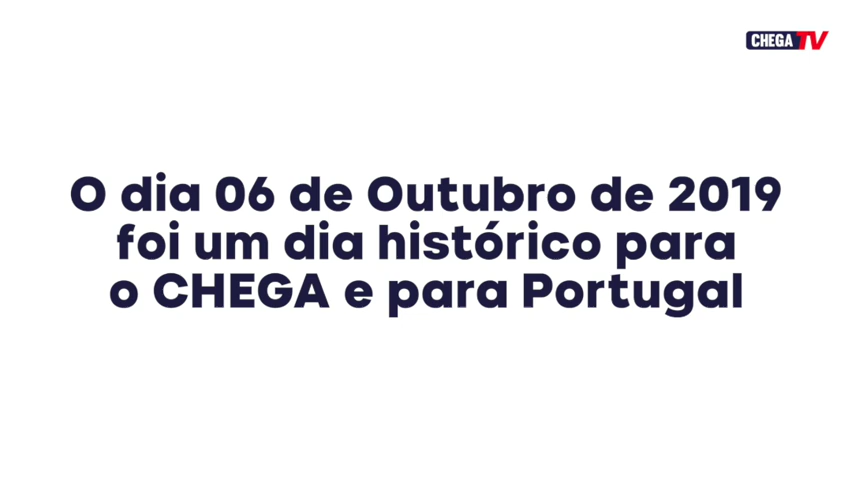 CHEGA TV
O dia 06 de Outubro de 2019
foi um dia histórico para
o CHEGA e para Portugal